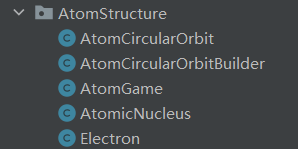 AtomStructure
AtomCircularOrbit
AtomCircularOrbitBuilder
AtomGame
AtomicNucleus
Electron